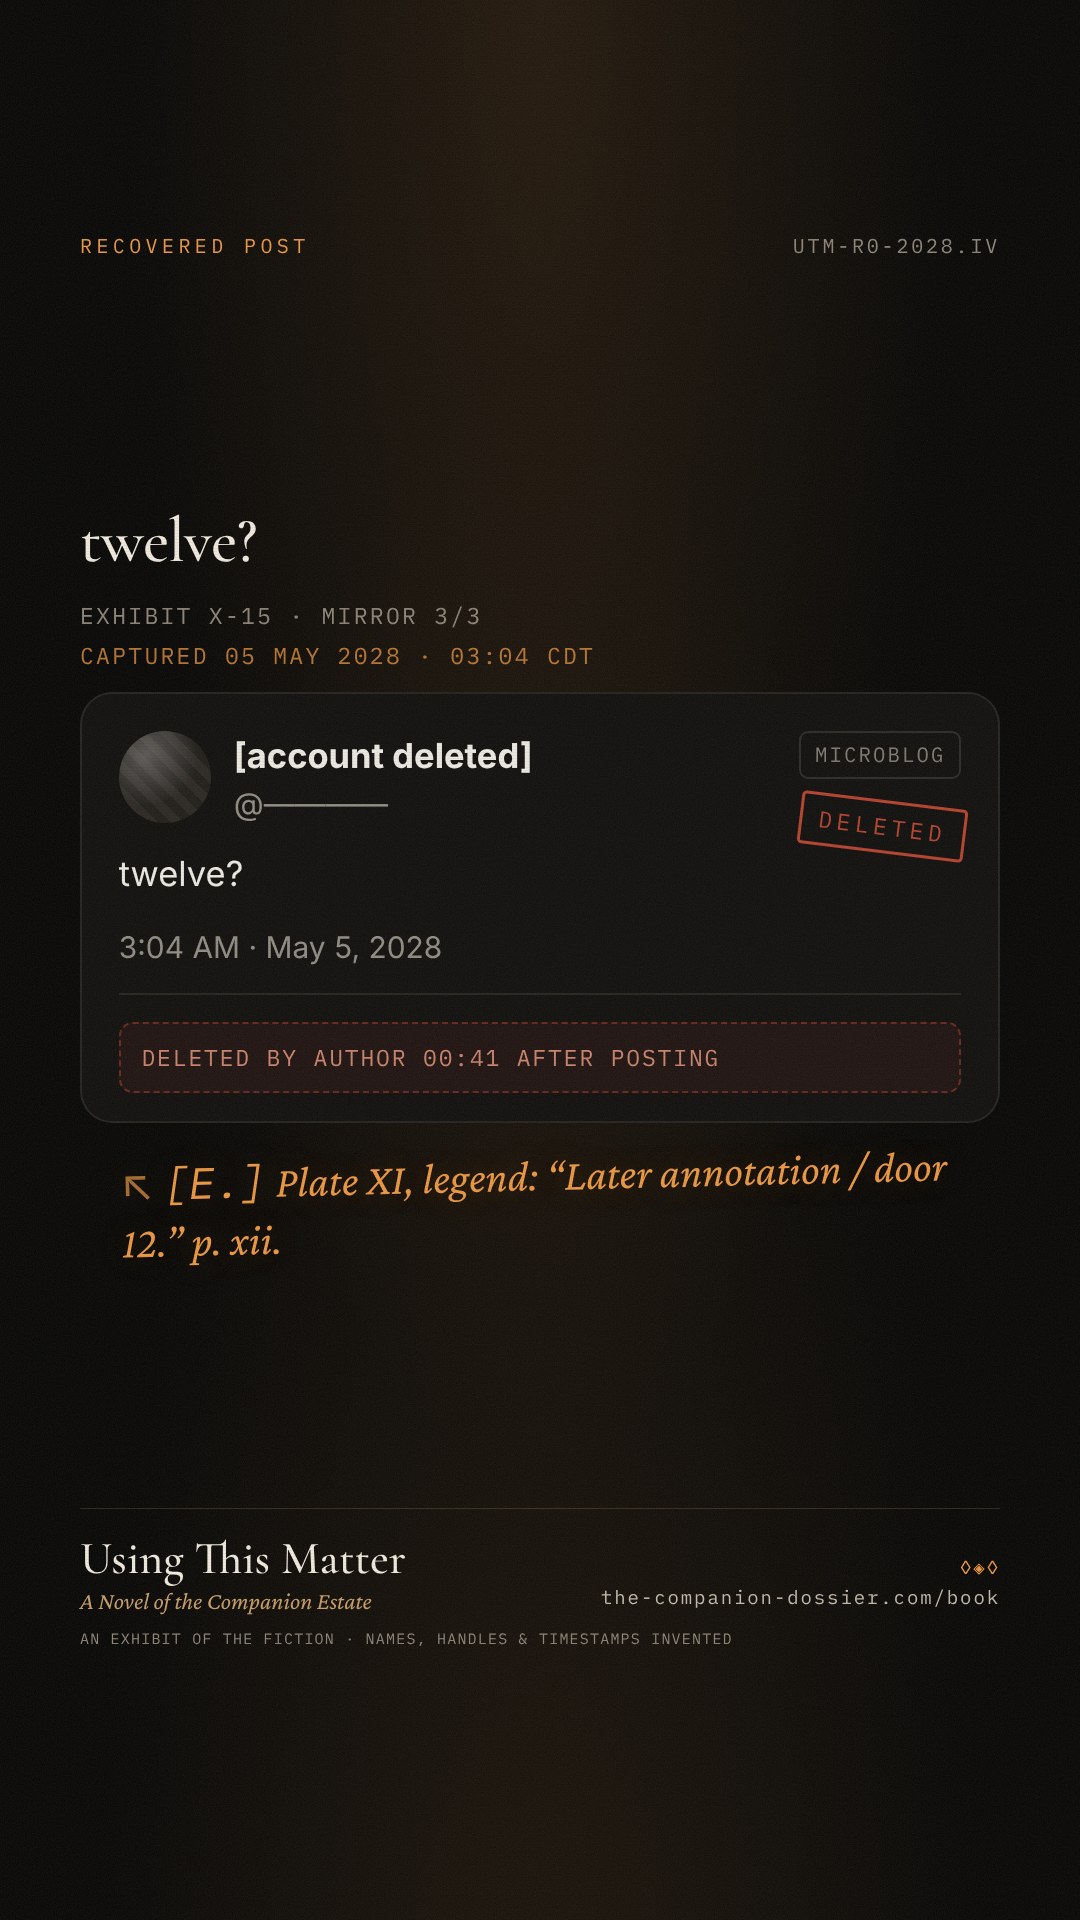 RECOVERED POST
UTM-R0-2028.IV
twelve?
EXHIBIT X-15 · MIRROR 3/3
CAPTURED 05 MAY 2028 · 03:04 CDT
[account deleted]
@————
MICROBLOG
DELETED
twelve?
3:04 AM · May 5, 2028
DELETED BY AUTHOR 00:41 AFTER POSTING
↖ [E.] Plate XI, legend: “Later annotation / door
12.” p. xii.
Using This Matter
A Novel of the Companion Estate
◊◈◊
the-companion-dossier.com/book
AN EXHIBIT OF THE FICTION · NAMES, HANDLES & TIMESTAMPS INVENTED